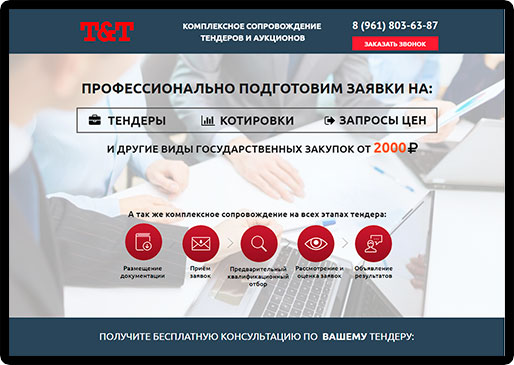 T&T
КОМПЛЕКСНОЕ СОПРОВОЖДЕНИЕ
ТЕНДЕРОВ И АУКЦИОНОВ
8 (961) 803-63-87
ЗАКАЗАТЬ ЗВОНОК
ПРОФЕССИОНАЛЬНО ПОДГОТОВИМ ЗАЯВКИ НА:
ТЕНДЕРЫ КОТИРОВКИ ЗАПРОСЫ ЦЕН
И ДРУГИЕ ВИДЫ ГОСУДАРСТВЕННЫХ ЗАКУПОК ОТ 2000₽
А так же комплексное сопровождение на всех этапах тендера:
Размещение
документации
Приём
заявок
Предварительный
квалификационный
отбор
Рассмотрение и
оценка заявок
Объявление
результатов
ПОЛУЧИТЕ БЕСПЛАТНУЮ КОНСУЛЬТАЦИЮ ПО ВАШЕМУ ТЕНДЕРУ: